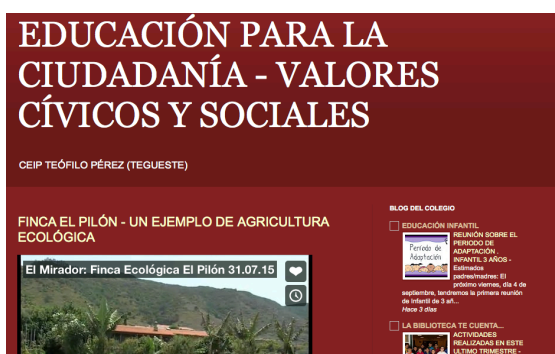 EDUCACIÓN PARA LA
CIUDADANÍA - VALORES
CÍVICOS Y SOCIALES
CEIP TEÓFILO PÉREZ (TEGUESTE)
FINCA EL PILÓN - UN EJEMPLO DE AGRICULTURA
ECOLÓGICA
El Mirador: Finca Ecológica El Pilón 31.07.15
BLOG DEL COLEGIO
EDUCACIÓN INFANTIL
Periodo de
Adaptación
REUNIÓN SOBRE EL
PERIODO DE
ADAPTACIÓN .
INFANTIL 3 AÑOS -
Estimados
padres/madres: El
próximo viernes, día 4 de
septiembre, tendremos la primera reunión
de Infantil de 3 añ...
Hace 3 días
LA BIBLIOTECA TE CUENTA...
ACTIVIDADES
REALIZADAS EN ESTE
ULTIMO TRIMESTRE -